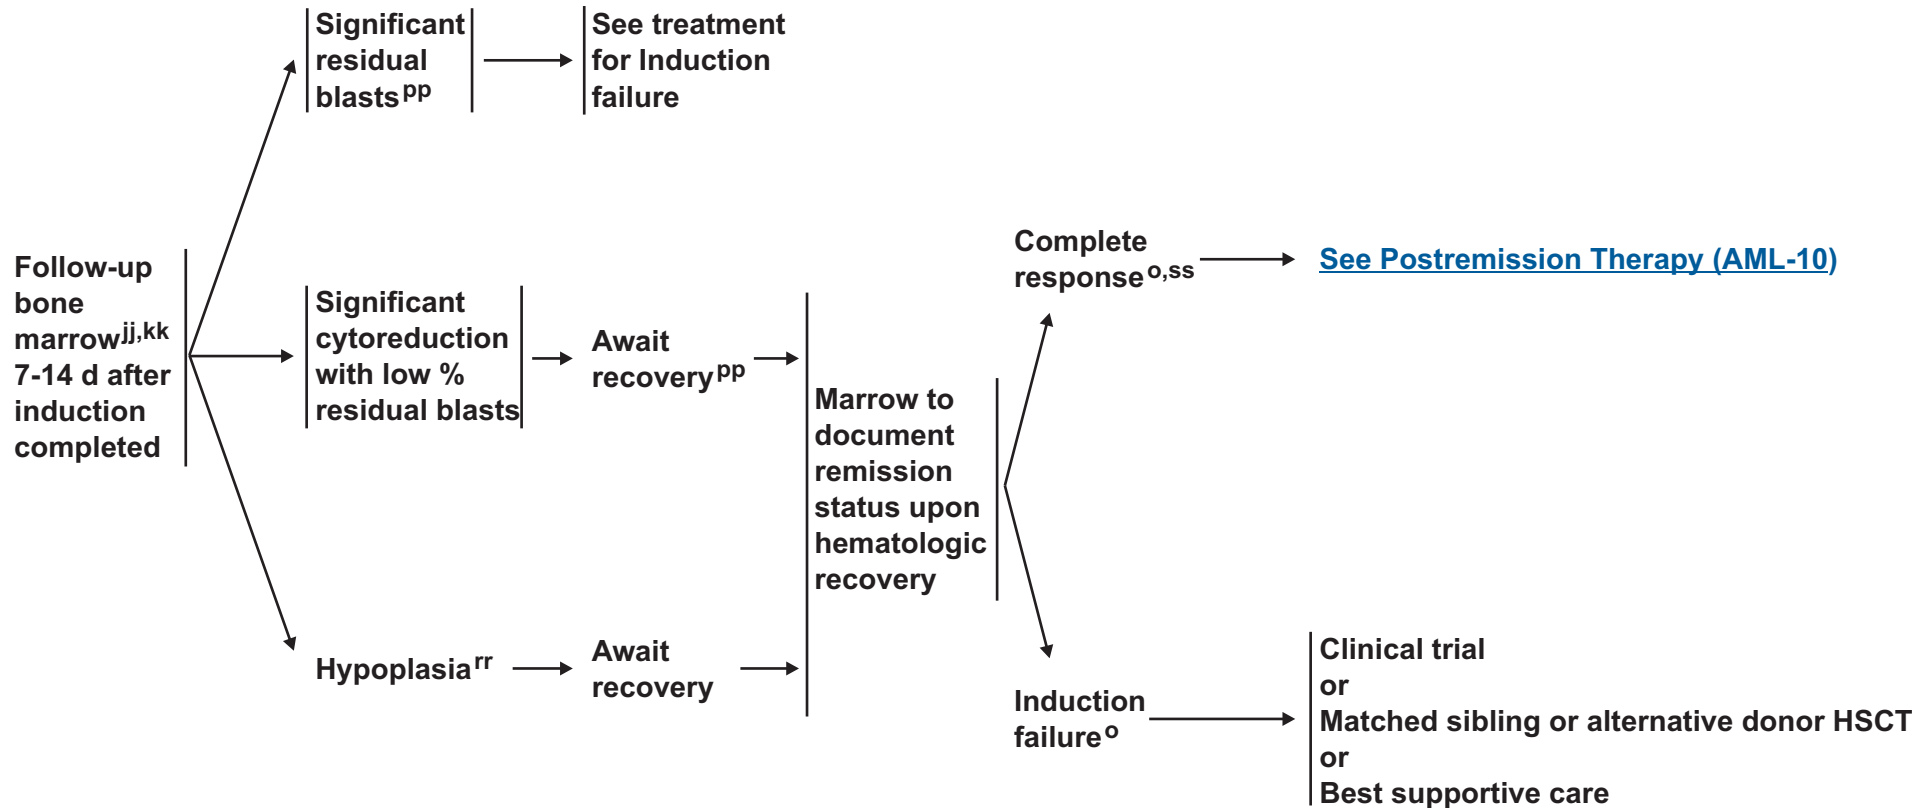 Significant
residual
blasts pp
See treatment
for Induction
failure
Follow-up
bone
marrow jj,kk
7-14 d after
induction
completed
Significant
cytoreduction
with low %
residual blasts
Await
recovery pp
Hypoplasia rr
Await
recovery
Marrow to
document
remission
status upon
hematologic
recovery
Complete
response o,ss
See Postremission Therapy (AML-10)
Induction
failure o
Clinical trial
or
Matched sibling or alternative donor HSCT
or
Best supportive care